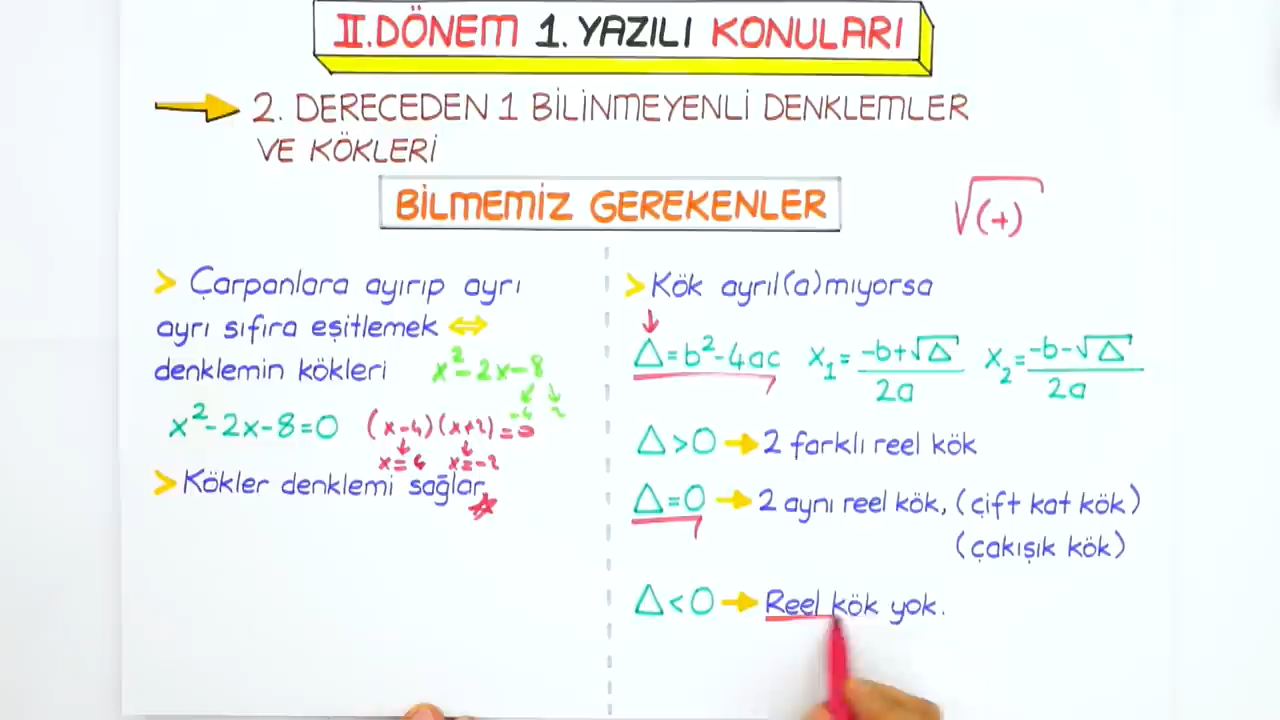 II.DÖNEM 1. YAZILI KONULARI
2. DERECEDEN 1 BİLİNMEYENLİ DENKLEMLER
VE KÖKLERİ
BİLMEMİZ GEREKENLER
√(+)
> Çarpanlara ayırıp ayrı
ayrı sıfıra eşitlemek ⇔
denklemin kökleri x²-2x-8
-4 2
x²-2x-8=0 (x-4)(x+2)=0
x=4 x=-2
> Kökler denklemi sağlar.
> Kök ayrıl(a)mıyorsa
Δ=b²-4ac x₁=(-b+√Δ)/2a x₂=(-b-√Δ)/2a
Δ>0 → 2 farklı reel kök
Δ=0 → 2 aynı reel kök, (çift kat kök)
(çakışık kök)
Δ<0 → Reel kök yok.